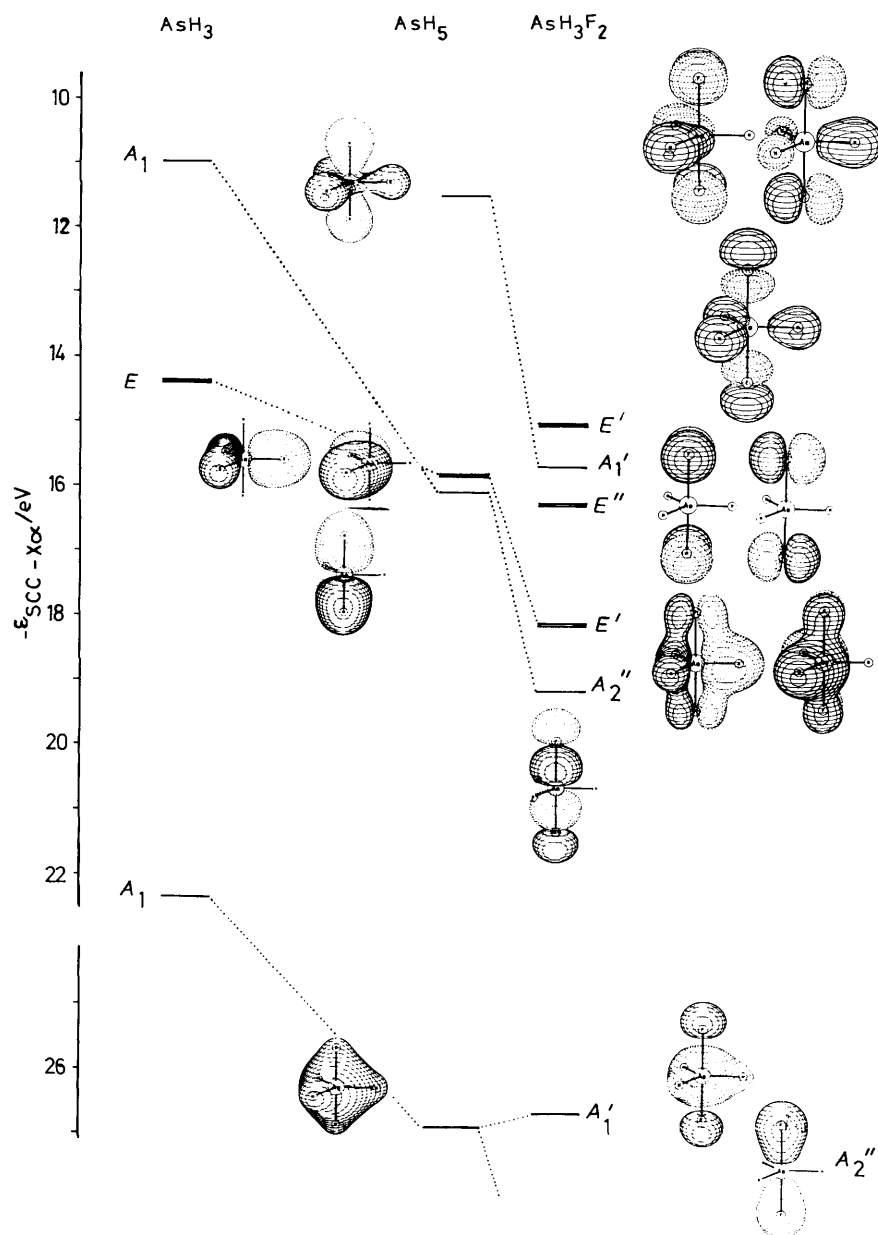 AsH3 AsH5 AsH3F2
10
A1
12
14
E
E'
A1'
16
E''
-εSCC-Xα/eV
18
E'
A2''
20
22
A1
26
A1'
A2''